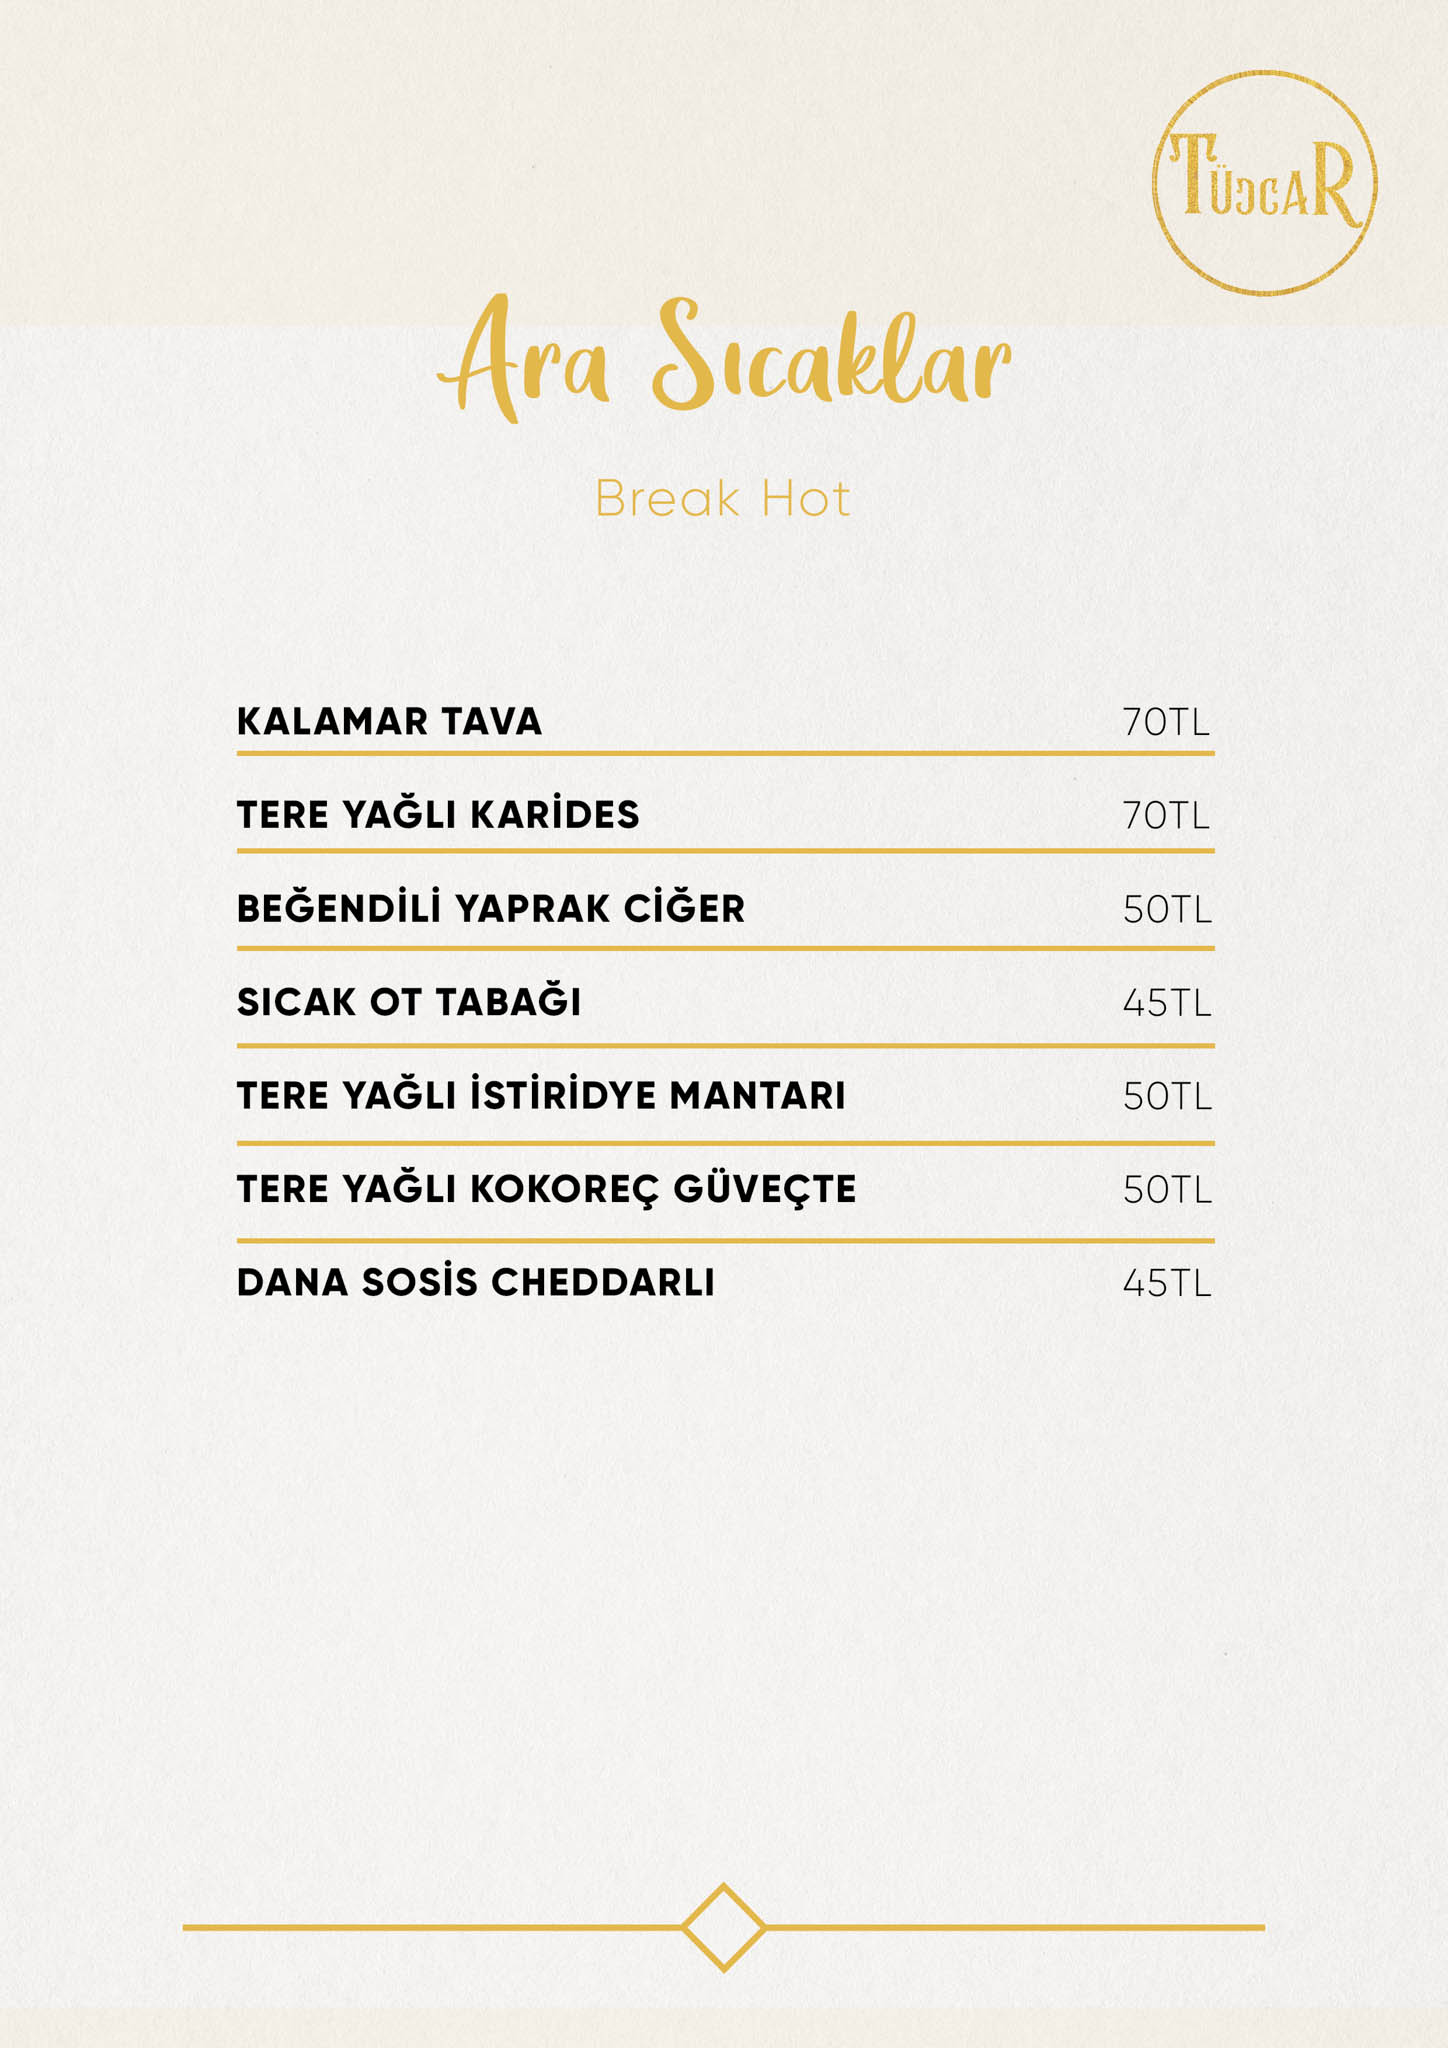 TÜCCAR
Ara Sıcaklar
Break Hot
KALAMAR TAVA 70TL
TERE YAĞLI KARİDES 70TL
BEĞENDİLİ YAPRAK CİĞER 50TL
SICAK OT TABAĞI 45TL
TERE YAĞLI İSTİRİDYE MANTARI 50TL
TERE YAĞLI KOKOREÇ GÜVEÇTE 50TL
DANA SOSİS CHEDDARLI 45TL